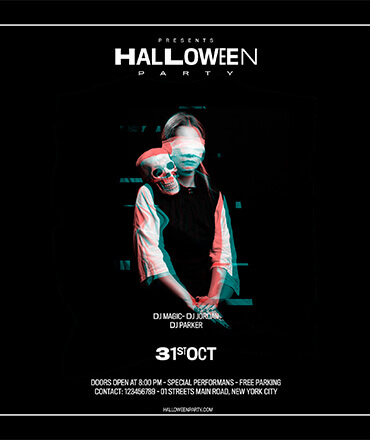 PRESENTS
HALLOWEEN
PARTY
DJ MAGIC- DJ JORDAN-
DJ PARKER
31ST OCT
DOORS OPEN AT 8:00 PM - SPECIAL PERFORMANS - FREE PARKING
CONTACT: 123456789 - 01 STREETS MAIN ROAD, NEW YORK CITY
HALLOWEENPARTY.COM